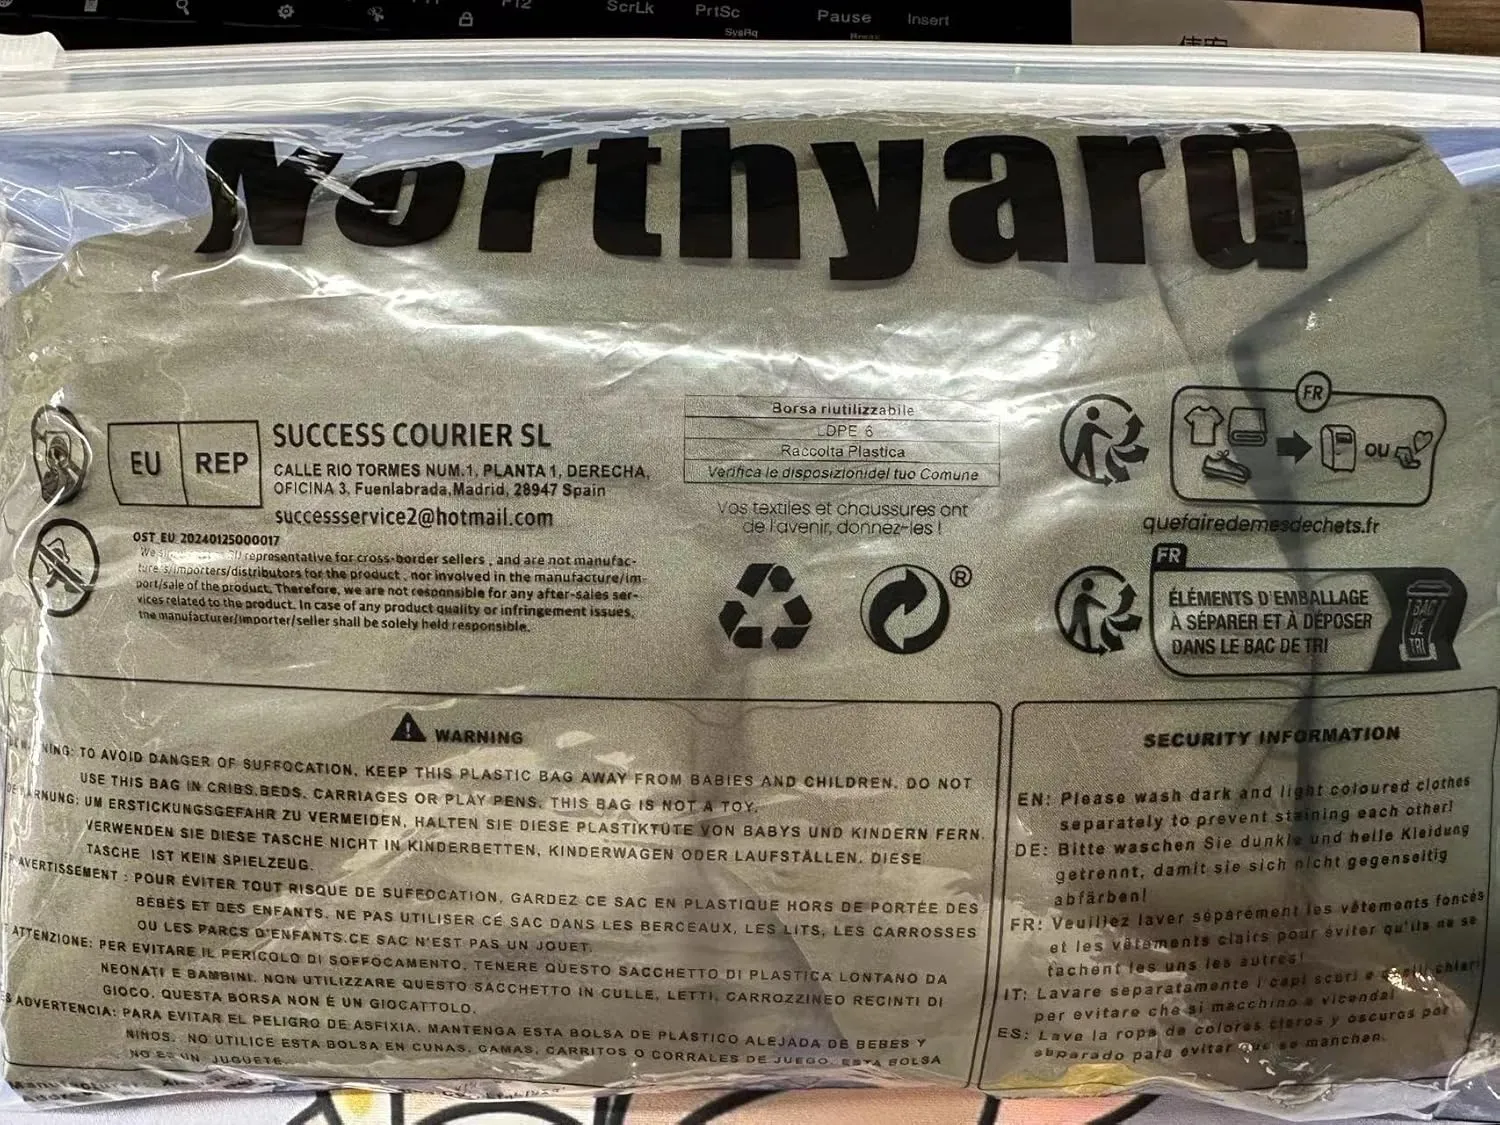 F12
ScrLk
PrtSc
SysRq
Pause
Break
Insert
Northyard
EU REP
SUCCESS COURIER SL
CALLE RIO TORMES NUM.1, PLANTA 1, DERECHA,
OFICINA 3, Fuenlabrada, Madrid, 28947 Spain
successservice2@hotmail.com
OST_EU_20240125000017
representative for cross-border sellers , and are not manufac-
ture s/importers/distributors for the product , nor involved in the manufacture/im-
port/sale of the product. Therefore, we are not responsible for any after-sales ser-
vices related to the product. In case of any product quality or infringement issues,
the manufacturer/importer/seller shall be solely held responsible.
Borsa riutilizzabile
LDPE 6
Raccolta Plastica
Verifica le disposizionidel tuo Comune
Vos textiles et chaussures ont
de l'avenir, donnez-les !
®
FR
OU
quefairedemesdechets.fr
FR
ÉLÉMENTS D'EMBALLAGE
À SÉPARER ET À DÉPOSER
DANS LE BAC DE TRI
BAC
DE
TRI
WARNING
TO AVOID DANGER OF SUFFOCATION, KEEP THIS PLASTIC BAG AWAY FROM BABIES AND CHILDREN. DO NOT
USE THIS BAG IN CRIBS,BEDS, CARRIAGES OR PLAY PENS. THIS BAG IS NOT A TOY.
UM ERSTICKUNGSGEFAHR ZU VERMEIDEN, HALTEN SIE DIESE PLASTIKTÜTE VON BABYS UND KINDERN FERN.
VERWENDEN SIE DIESE TASCHE NICHT IN KINDERBETTEN, KINDERWAGEN ODER LAUFSTÄLLEN. DIESE
TASCHE IST KEIN SPIELZEUG.
AVERTISSEMENT : POUR ÉVITER TOUT RISQUE DE SUFFOCATION, GARDEZ CE SAC EN PLASTIQUE HORS DE PORTÉE DES
BÉBÉS ET DES ENFANTS. NE PAS UTILISER CE SAC DANS LES BERCEAUX, LES LITS, LES CARROSSES
OU LES PARCS D'ENFANTS.CE SAC N'EST PAS UN JOUET.
ATTENZIONE: PER EVITARE IL PERICOLO DI SOFFOCAMENTO, TENERE QUESTO SACCHETTO DI PLASTICA LONTANO DA
NEONATI E BAMBINI. NON UTILIZZARE QUESTO SACCHETTO IN CULLE, LETTI, CARROZZINEO RECINTI DI
GIOCO. QUESTA BORSA NON È UN GIOCATTOLO.
ADVERTENCIA: PARA EVITAR EL PELIGRO DE ASFIXIA, MANTENGA ESTA BOLSA DE PLÁSTICO ALEJADA DE BEBES Y
NIÑOS. NO UTILICE ESTA BOLSA EN CUNAS, CAMAS, CARRITOS O CORRALES DE JUEGO. ESTA BOLSA
NO ES UN JUGUETE.
SECURITY INFORMATION
EN: Please wash dark and light coloured clothes
separately to prevent staining each other!
DE: Bitte waschen Sie dunkle und helle Kleidung
getrennt, damit sie sich nicht gegenseitig
abfärben!
FR: Veuillez laver séparément les vêtements foncés
et les vêtements clairs pour éviter qu'ils ne se
tachent les uns les autres!
IT: Lavare separatamente i capi scuri e quelli chiari
per evitare che si macchino a vicenda!
ES: Lave la ropa de colores claros y oscuros por
separado para evitar que se manchen.